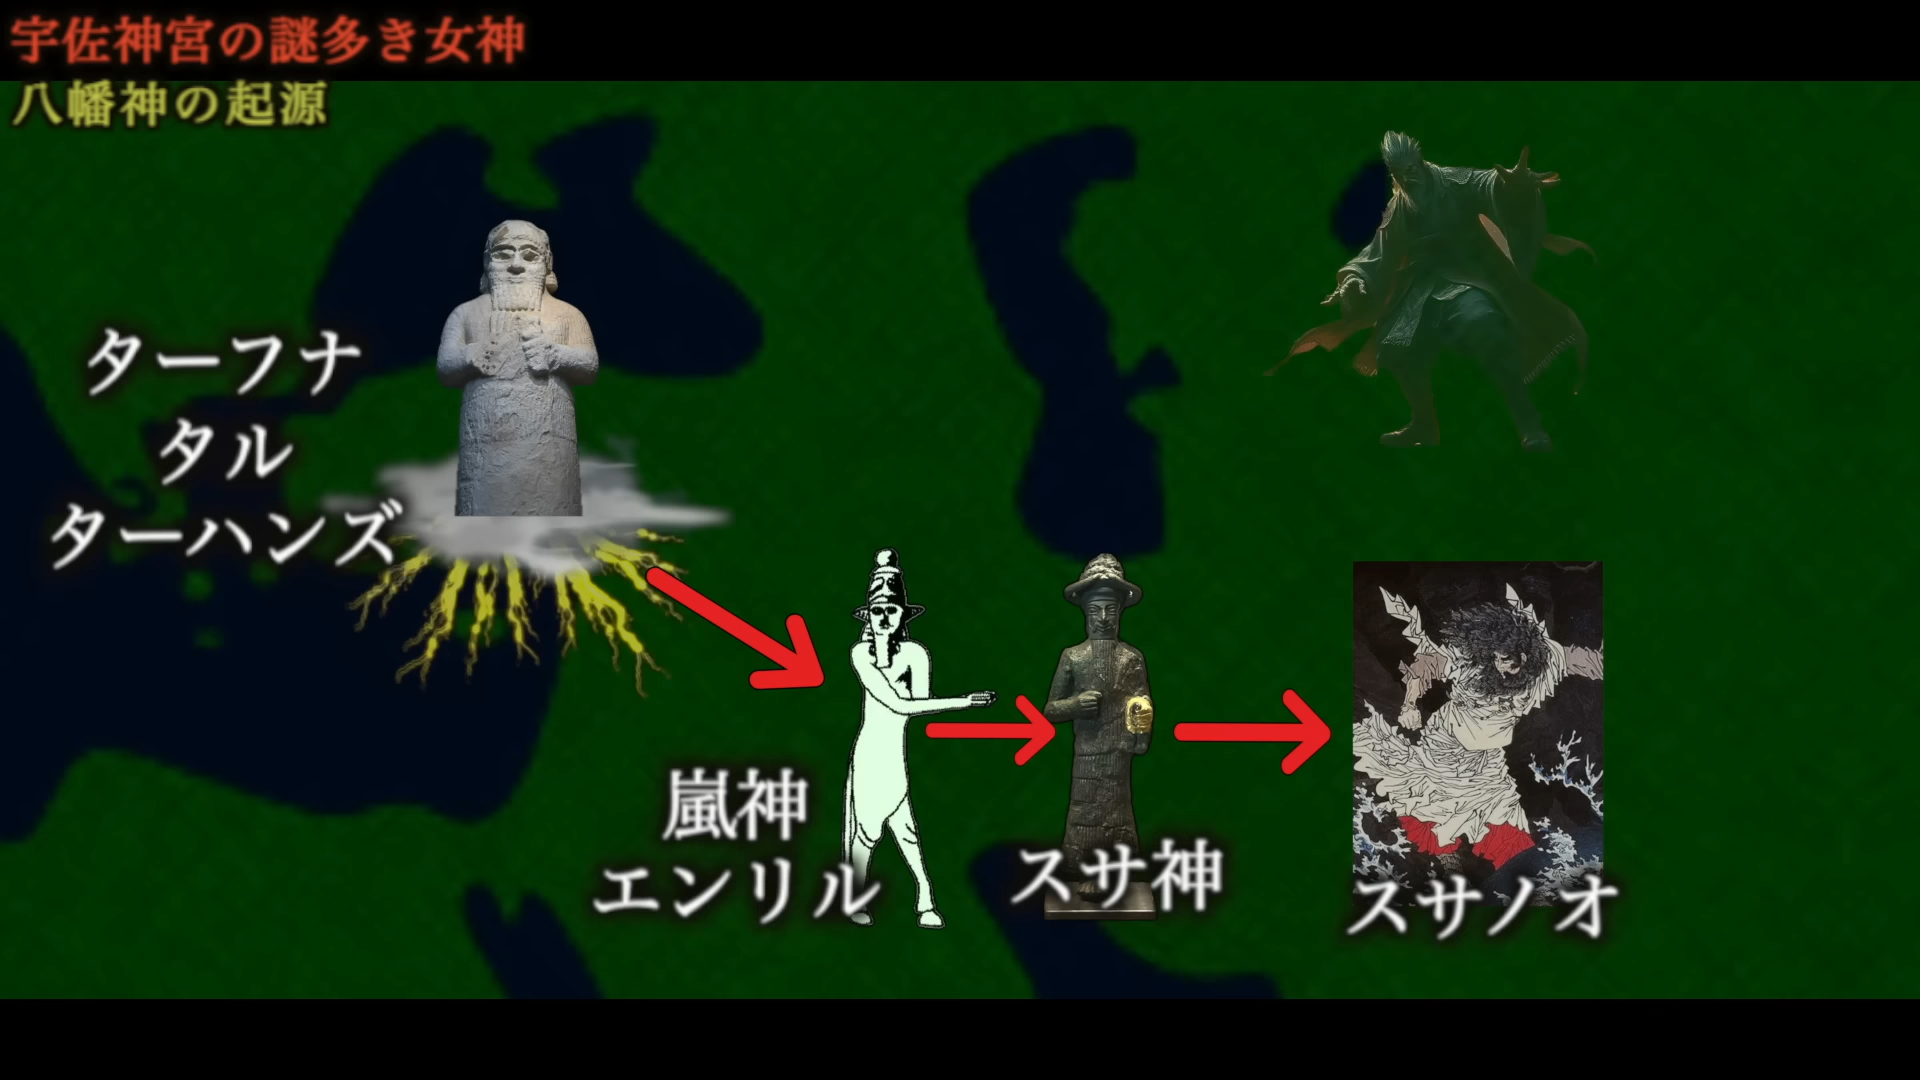 宇佐神宮の謎多き女神
八幡神の起源
ターフナ
タル
ターハンズ
嵐神
エンリル
スサ神
スサノオ